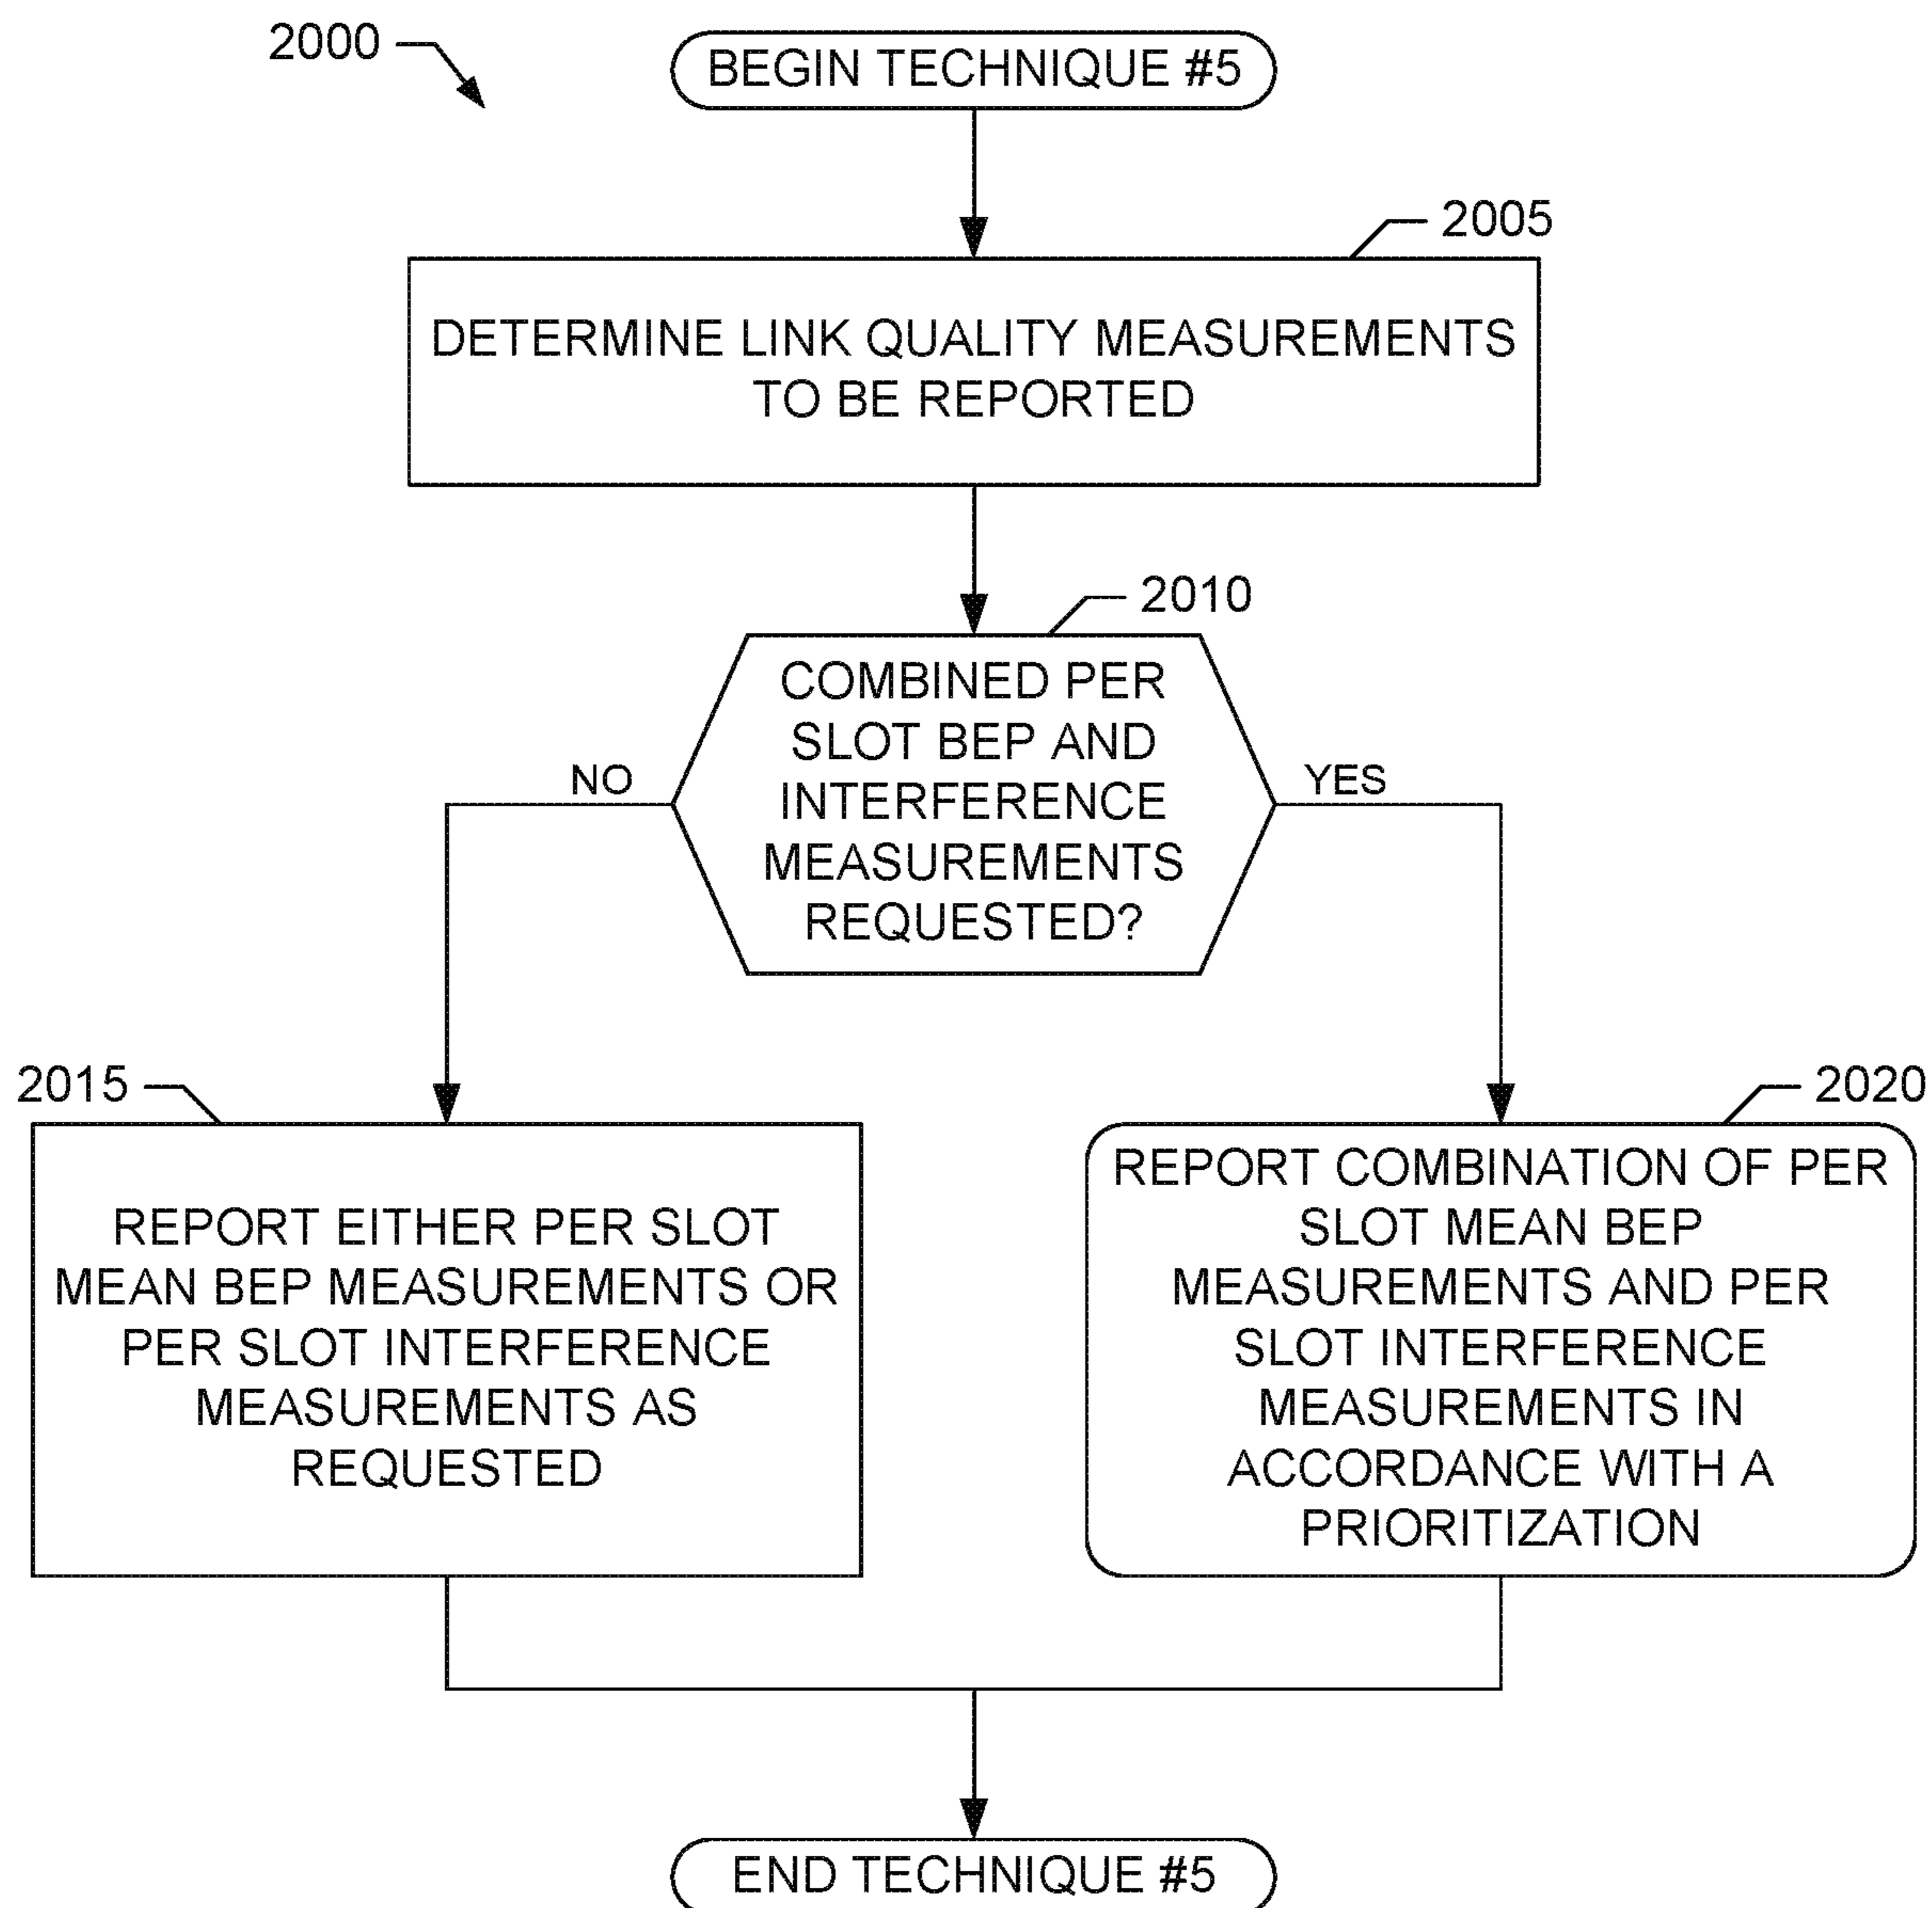 2000
BEGIN TECHNIQUE #5
2005
DETERMINE LINK QUALITY MEASUREMENTS
TO BE REPORTED
2010
COMBINED PER
SLOT BEP AND
INTERFERENCE
MEASUREMENTS
REQUESTED?
NO
YES
2015
REPORT EITHER PER SLOT
MEAN BEP MEASUREMENTS OR
PER SLOT INTERFERENCE
MEASUREMENTS AS
REQUESTED
2020
REPORT COMBINATION OF PER
SLOT MEAN BEP
MEASUREMENTS AND PER
SLOT INTERFERENCE
MEASUREMENTS IN
ACCORDANCE WITH A
PRIORITIZATION
END TECHNIQUE #5